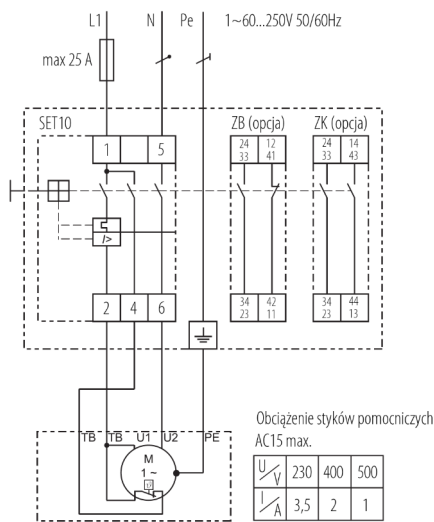 L1 N Pe 1~60...250V 50/60Hz
max 25 A
SET10 ZB (opcja) ZK (opcja)
1 5 24 12 24 14
33 41 33 43
I>
2 4 6 34 42 34 44
23 11 23 13
TB TB U1 U2 PE
M
1 ~
Obciążenie styków pomocniczych
AC15 max.
U/V 230 400 500
I/A 3,5 2 1